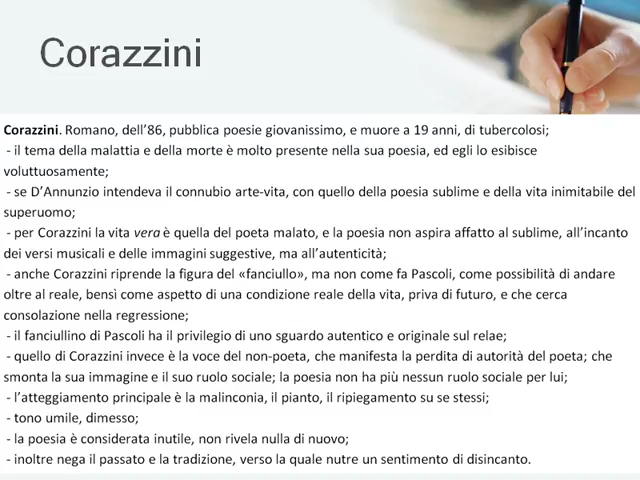 Corazzini
Corazzini. Romano, dell’86, pubblica poesie giovanissimo, e muore a 19 anni, di tubercolosi;
- il tema della malattia e della morte è molto presente nella sua poesia, ed egli lo esibisce
voluttuosamente;
- se D’Annunzio intendeva il connubio arte-vita, con quello della poesia sublime e della vita inimitabile del
superuomo;
- per Corazzini la vita vera è quella del poeta malato, e la poesia non aspira affatto al sublime, all’incanto
dei versi musicali e delle immagini suggestive, ma all’autenticità;
- anche Corazzini riprende la figura del «fanciullo», ma non come fa Pascoli, come possibilità di andare
oltre al reale, bensì come aspetto di una condizione reale della vita, priva di futuro, e che cerca
consolazione nella regressione;
- il fanciullino di Pascoli ha il privilegio di uno sguardo autentico e originale sul relae;
- quello di Corazzini invece è la voce del non-poeta, che manifesta la perdita di autorità del poeta; che
smonta la sua immagine e il suo ruolo sociale; la poesia non ha più nessun ruolo sociale per lui;
- l’atteggiamento principale è la malinconia, il pianto, il ripiegamento su se stessi;
- tono umile, dimesso;
- la poesia è considerata inutile, non rivela nulla di nuovo;
- inoltre nega il passato e la tradizione, verso la quale nutre un sentimento di disincanto.